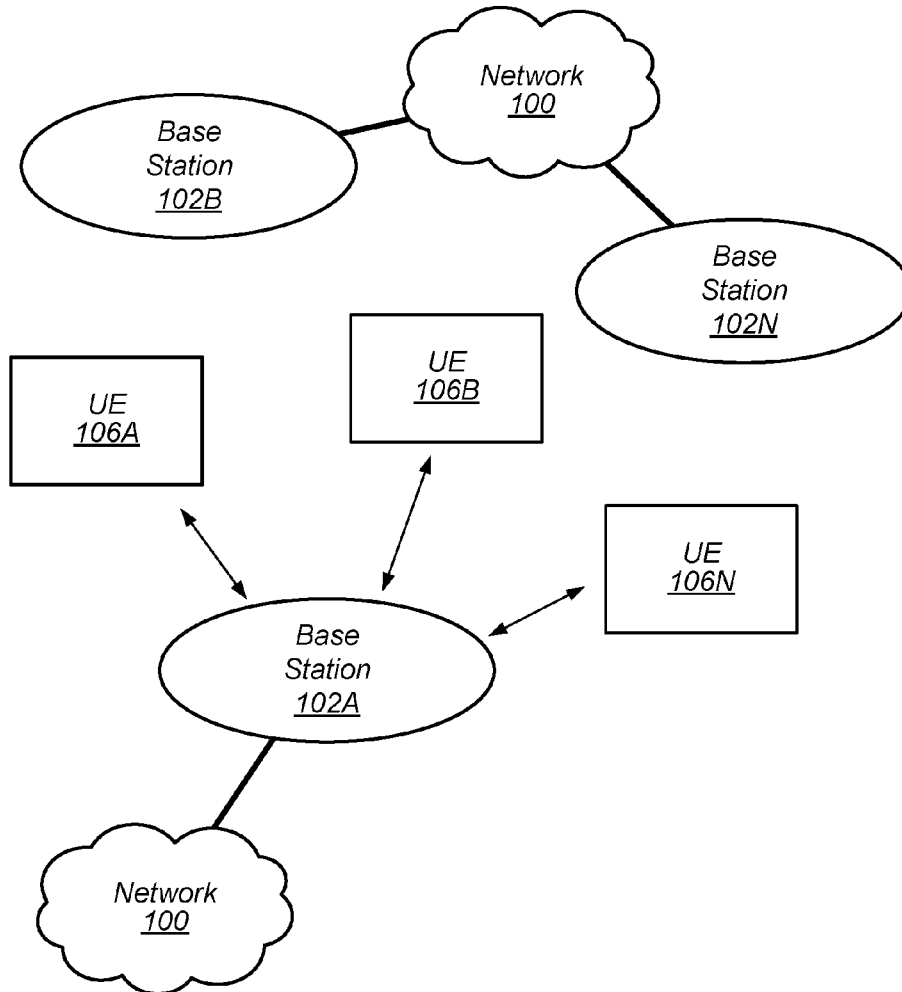 Network
100
Base
Station
102B
Base
Station
102N
UE
106B
UE
106A
UE
106N
Base
Station
102A
Network
100